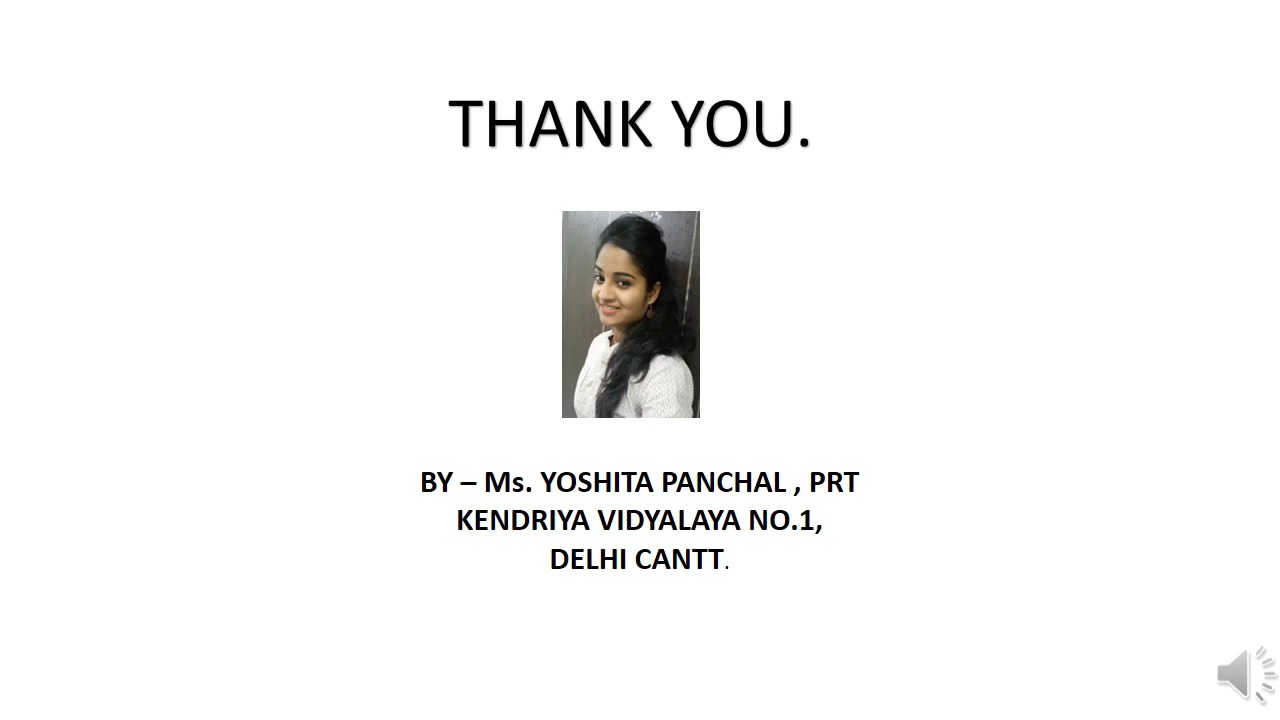 THANK YOU.
BY – Ms. YOSHITA PANCHAL , PRT
KENDRIYA VIDYALAYA NO.1,
DELHI CANTT.